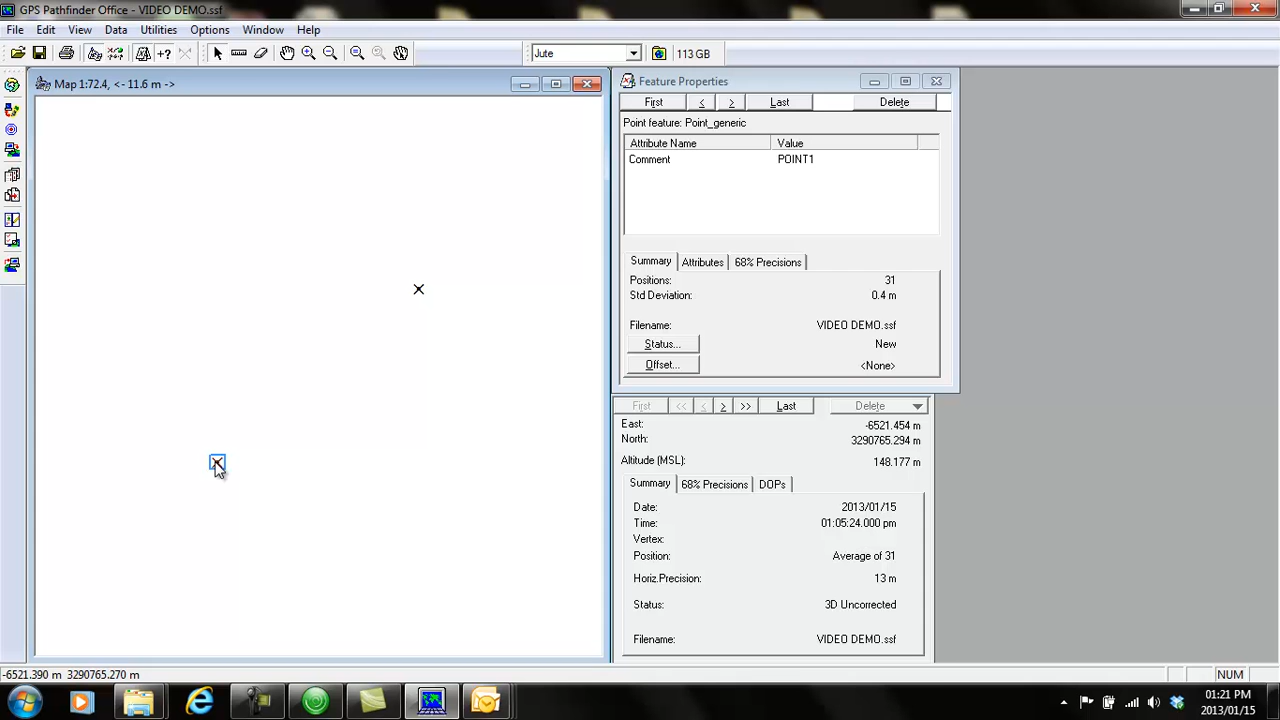 GPS Pathfinder Office - VIDEO DEMO.ssf
File Edit View Data Utilities Options Window Help
Jute 113 GB
Map 1:72.4, <- 11.6 m ->
Feature Properties
First < > Last Delete
Point feature: Point_generic
Attribute Name Value
Comment POINT1
Summary Attributes 68% Precisions
Positions: 31
Std Deviation: 0.4 m
Filename: VIDEO DEMO.ssf
Status... New
Offset... <None>
First << < > >> Last Delete
East: -6521.454 m
North: 3290765.294 m
Altitude (MSL): 148.177 m
Summary 68% Precisions DOPs
Date: 2013/01/15
Time: 01:05:24.000 pm
Vertex:
Position: Average of 31
Horiz.Precision: 13 m
Status: 3D Uncorrected
Filename: VIDEO DEMO.ssf
-6521.390 m 3290765.270 m NUM
01:21 PM
2013/01/15